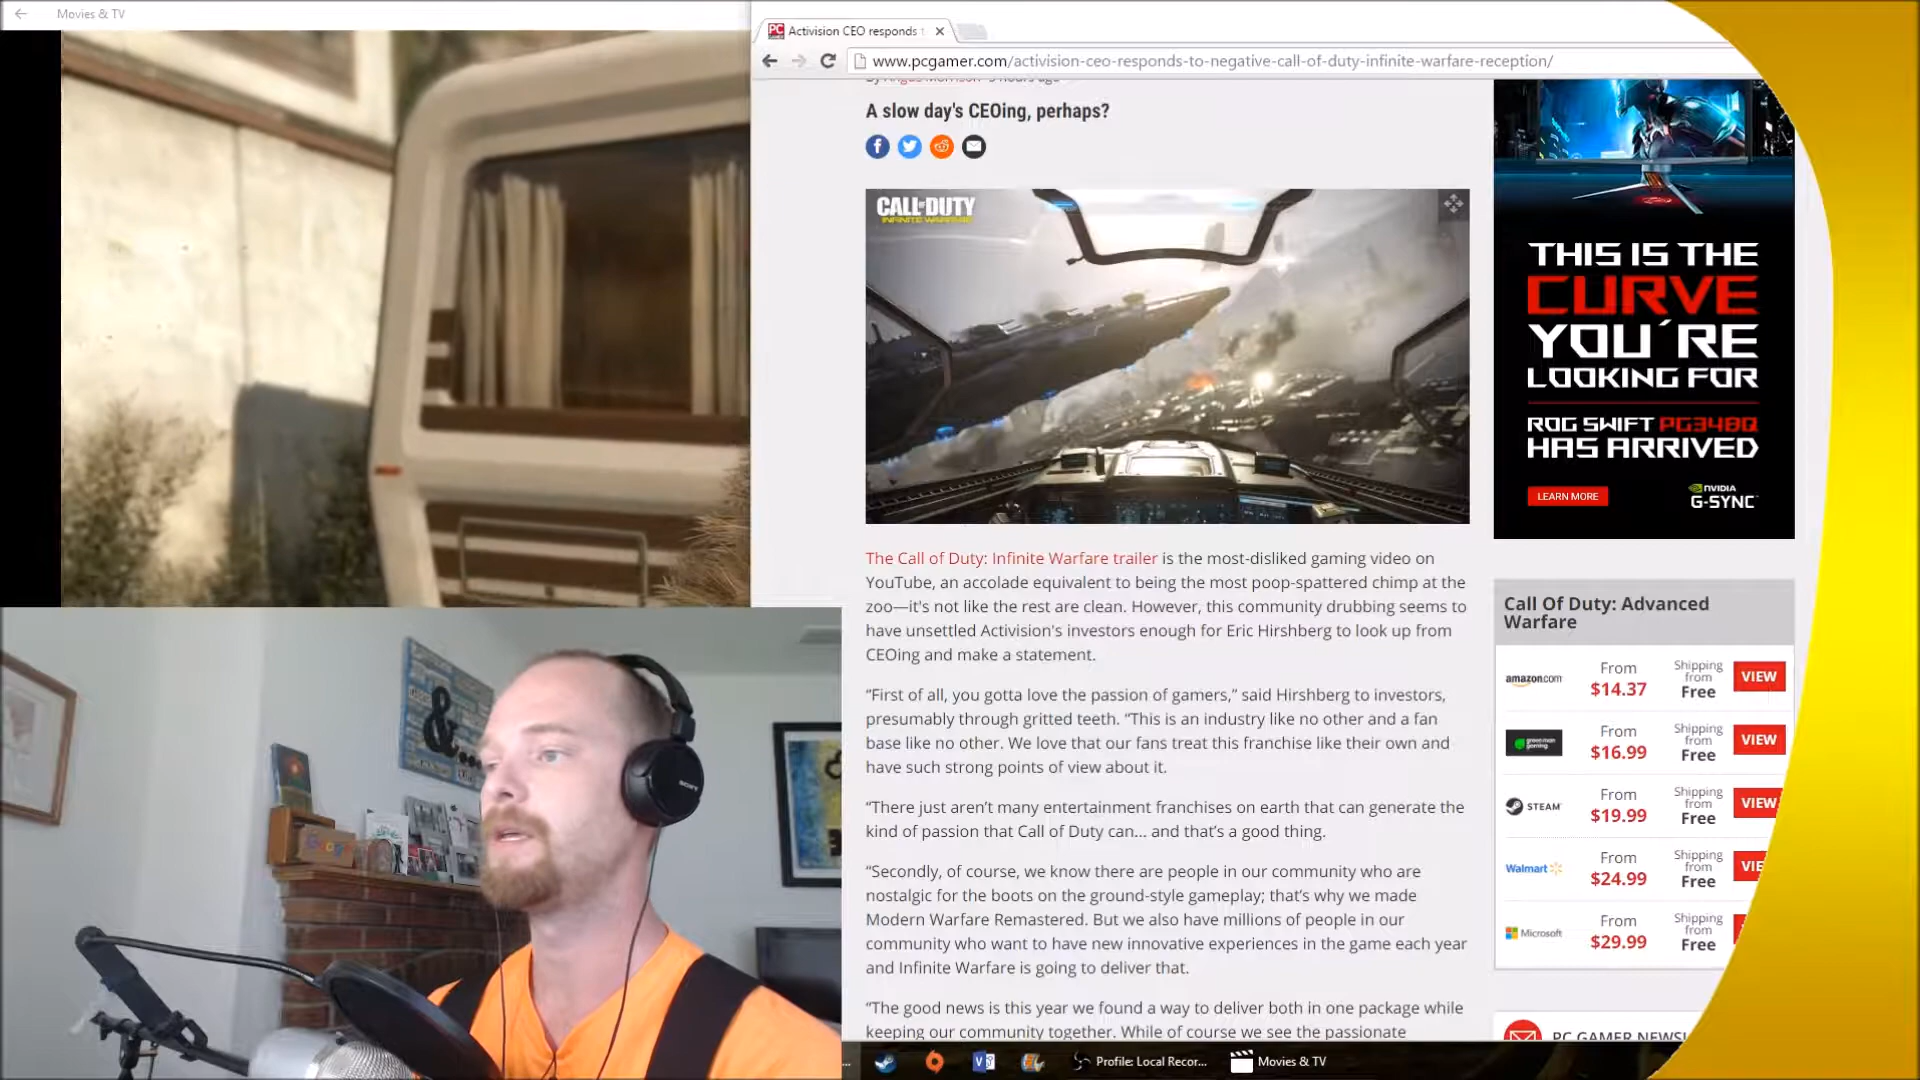 Movies & TV
Activision CEO responds t
www.pcgamer.com/activision-ceo-responds-to-negative-call-of-duty-infinite-warfare-reception/
A slow day's CEOing, perhaps?
CALL OF DUTY
INFINITE WARFARE
The Call of Duty: Infinite Warfare trailer is the most-disliked gaming video on
YouTube, an accolade equivalent to being the most poop-spattered chimp at the
zoo—it's not like the rest are clean. However, this community drubbing seems to
have unsettled Activision's investors enough for Eric Hirshberg to look up from
CEOing and make a statement.
“First of all, you gotta love the passion of gamers,” said Hirshberg to investors,
presumably through gritted teeth. “This is an industry like no other and a fan
base like no other. We love that our fans treat this franchise like their own and
have such strong points of view about it.
“There just aren’t many entertainment franchises on earth that can generate the
kind of passion that Call of Duty can... and that’s a good thing.
“Secondly, of course, we know there are people in our community who are
nostalgic for the boots on the ground-style gameplay; that’s why we made
Modern Warfare Remastered. But we also have millions of people in our
community who want to have new innovative experiences in the game each year
and Infinite Warfare is going to deliver that.
“The good news is this year we found a way to deliver both in one package while
keeping our community together. While of course we see the passionate
THIS IS THE
CURVE
YOU'RE
LOOKING FOR
ROG SWIFT PG348Q
HAS ARRIVED
LEARN MORE
NVIDIA
G-SYNC
Call Of Duty: Advanced
Warfare
amazon.com From $14.37 Shipping from Free VIEW
green man gaming From $16.99 Shipping from Free VIEW
STEAM From $19.99 Shipping from Free VIEW
Walmart From $24.99 Shipping from Free VIE
Microsoft From $29.99 Shipping from Free
PC GAMER NEWSL
&
Google
SONY
Profile: Local Recor...
Movies & TV